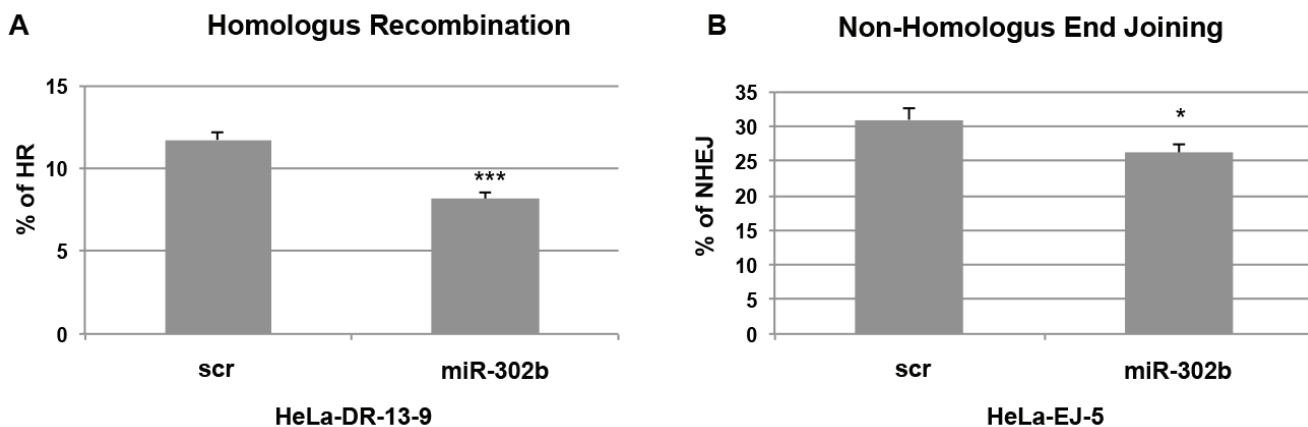 A
Homologus Recombination
% of HR
15
10
5
0
***
scr
miR-302b
HeLa-DR-13-9
B
Non-Homologus End Joining
% of NHEJ
35
30
25
20
15
10
5
0
*
scr
miR-302b
HeLa-EJ-5